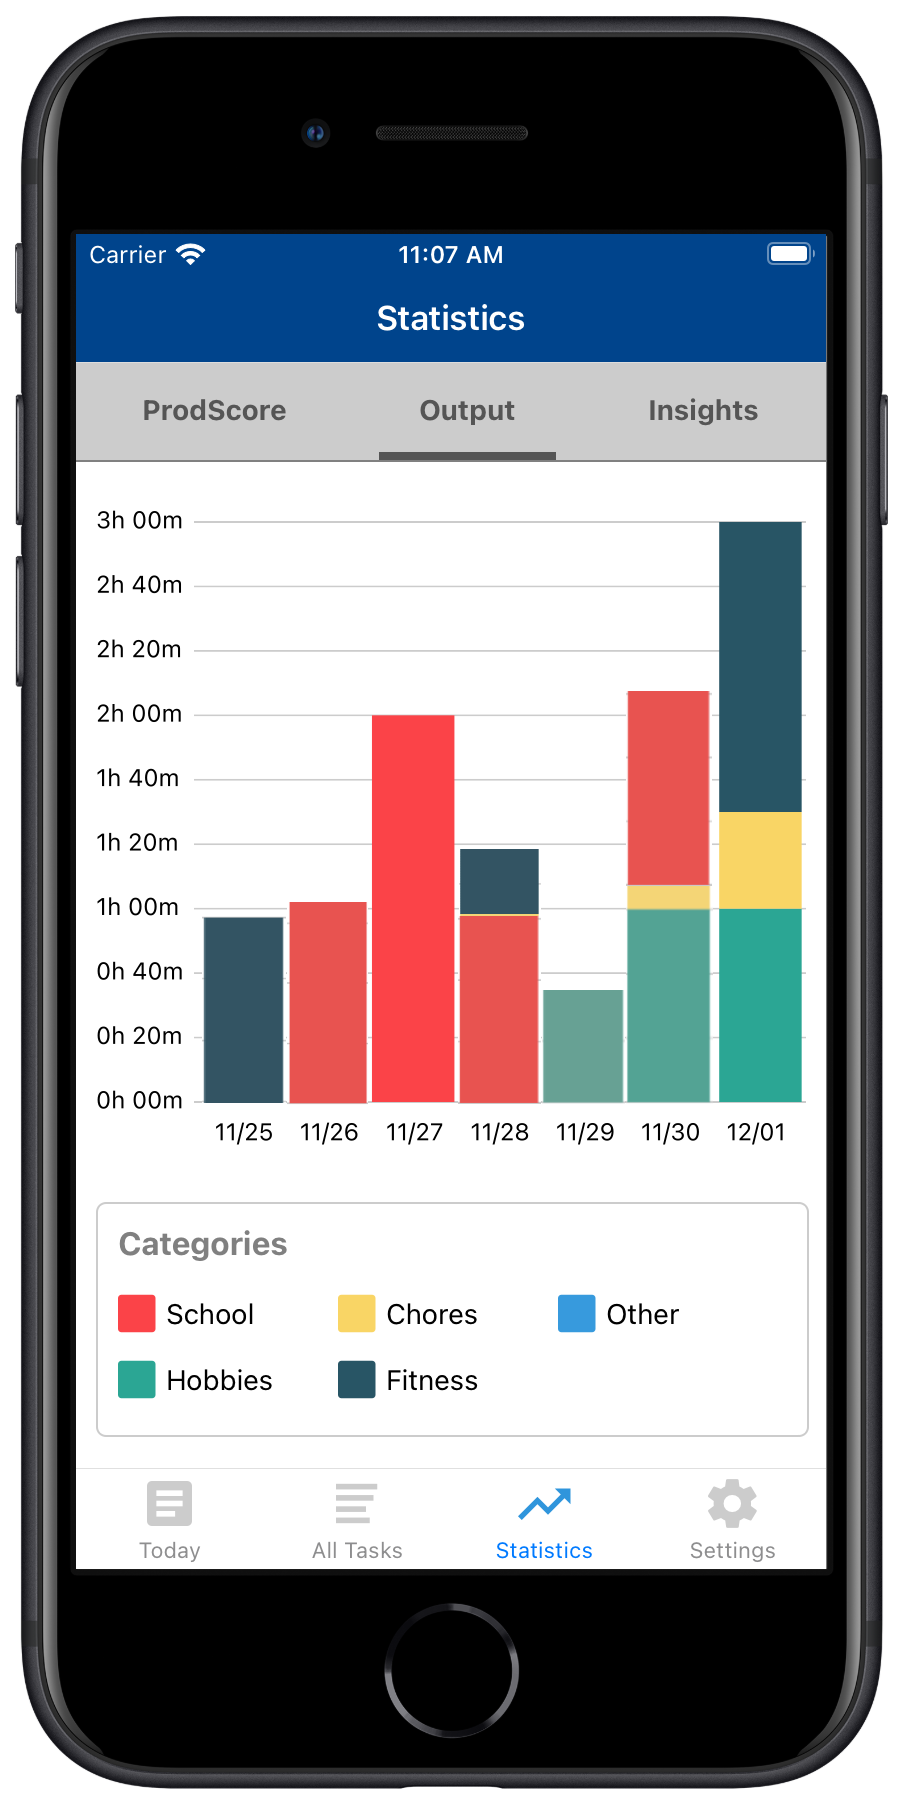 Carrier 11:07 AM
Statistics
ProdScore Output Insights
3h 00m
2h 40m
2h 20m
2h 00m
1h 40m
1h 20m
1h 00m
0h 40m
0h 20m
0h 00m
11/25 11/26 11/27 11/28 11/29 11/30 12/01
Categories
School Chores Other
Hobbies Fitness
Today All Tasks Statistics Settings